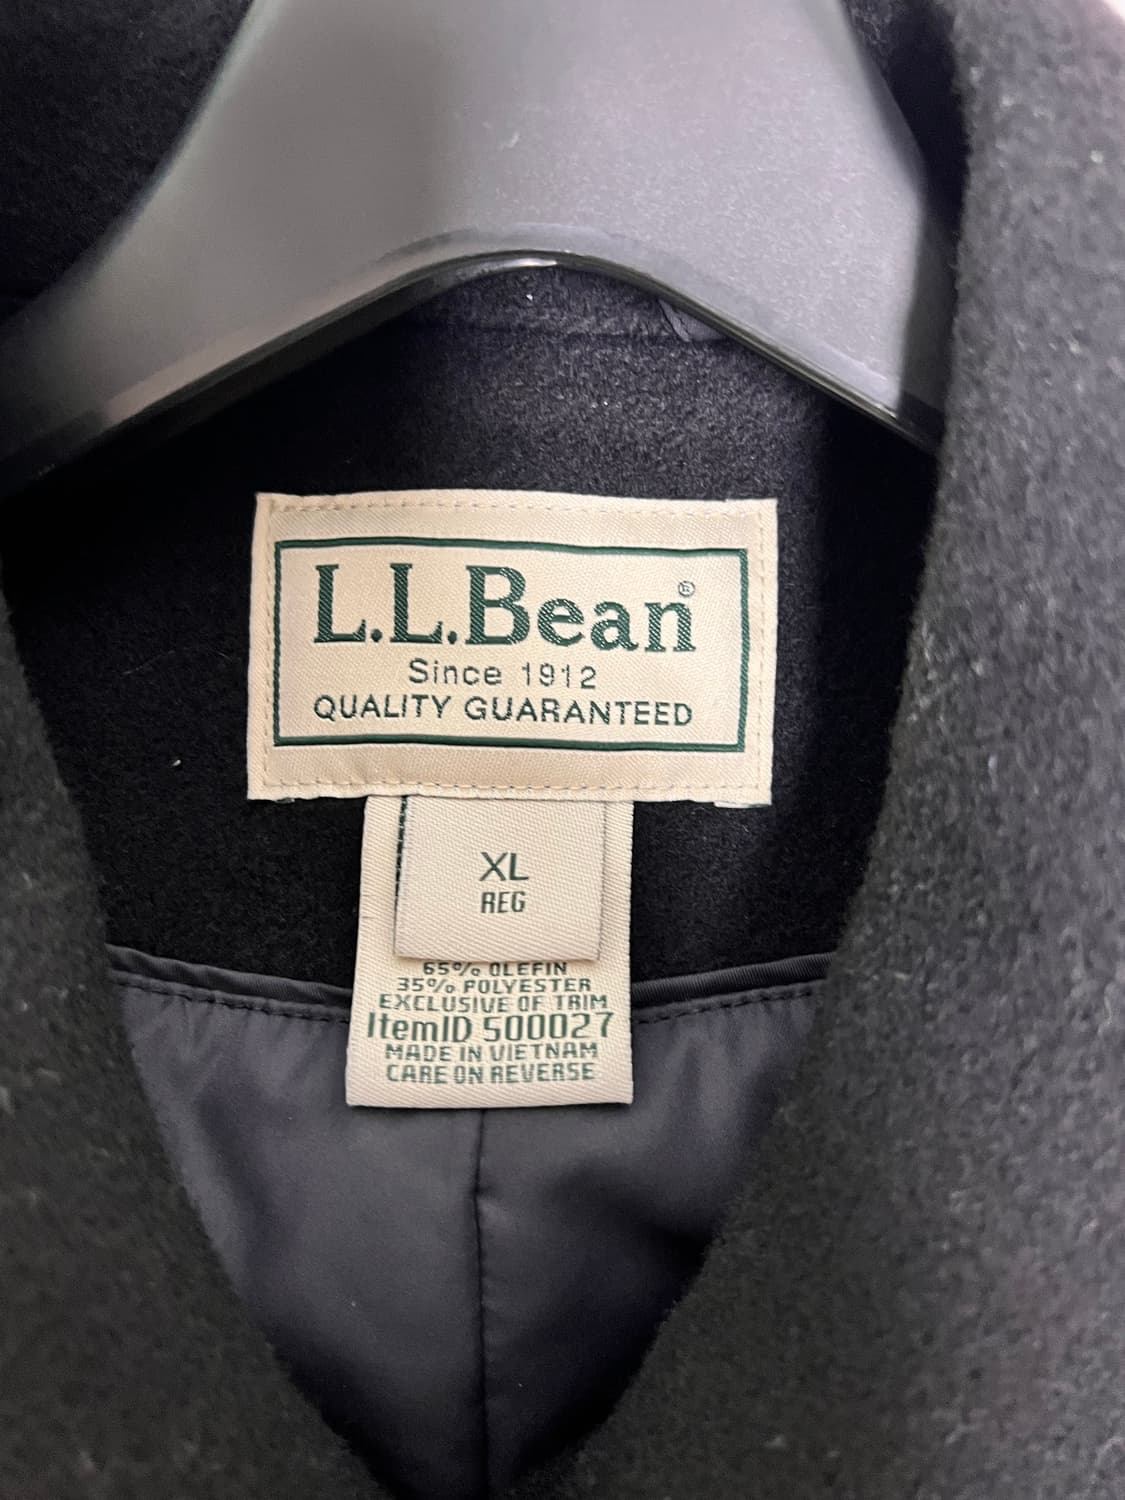 L.L.Bean®
Since 1912
QUALITY GUARANTEED
XL
REG
65% OLEFIN
35% POLYESTER
EXCLUSIVE OF TRIM
ItemID 500027
MADE IN VIETNAM
CARE ON REVERSE